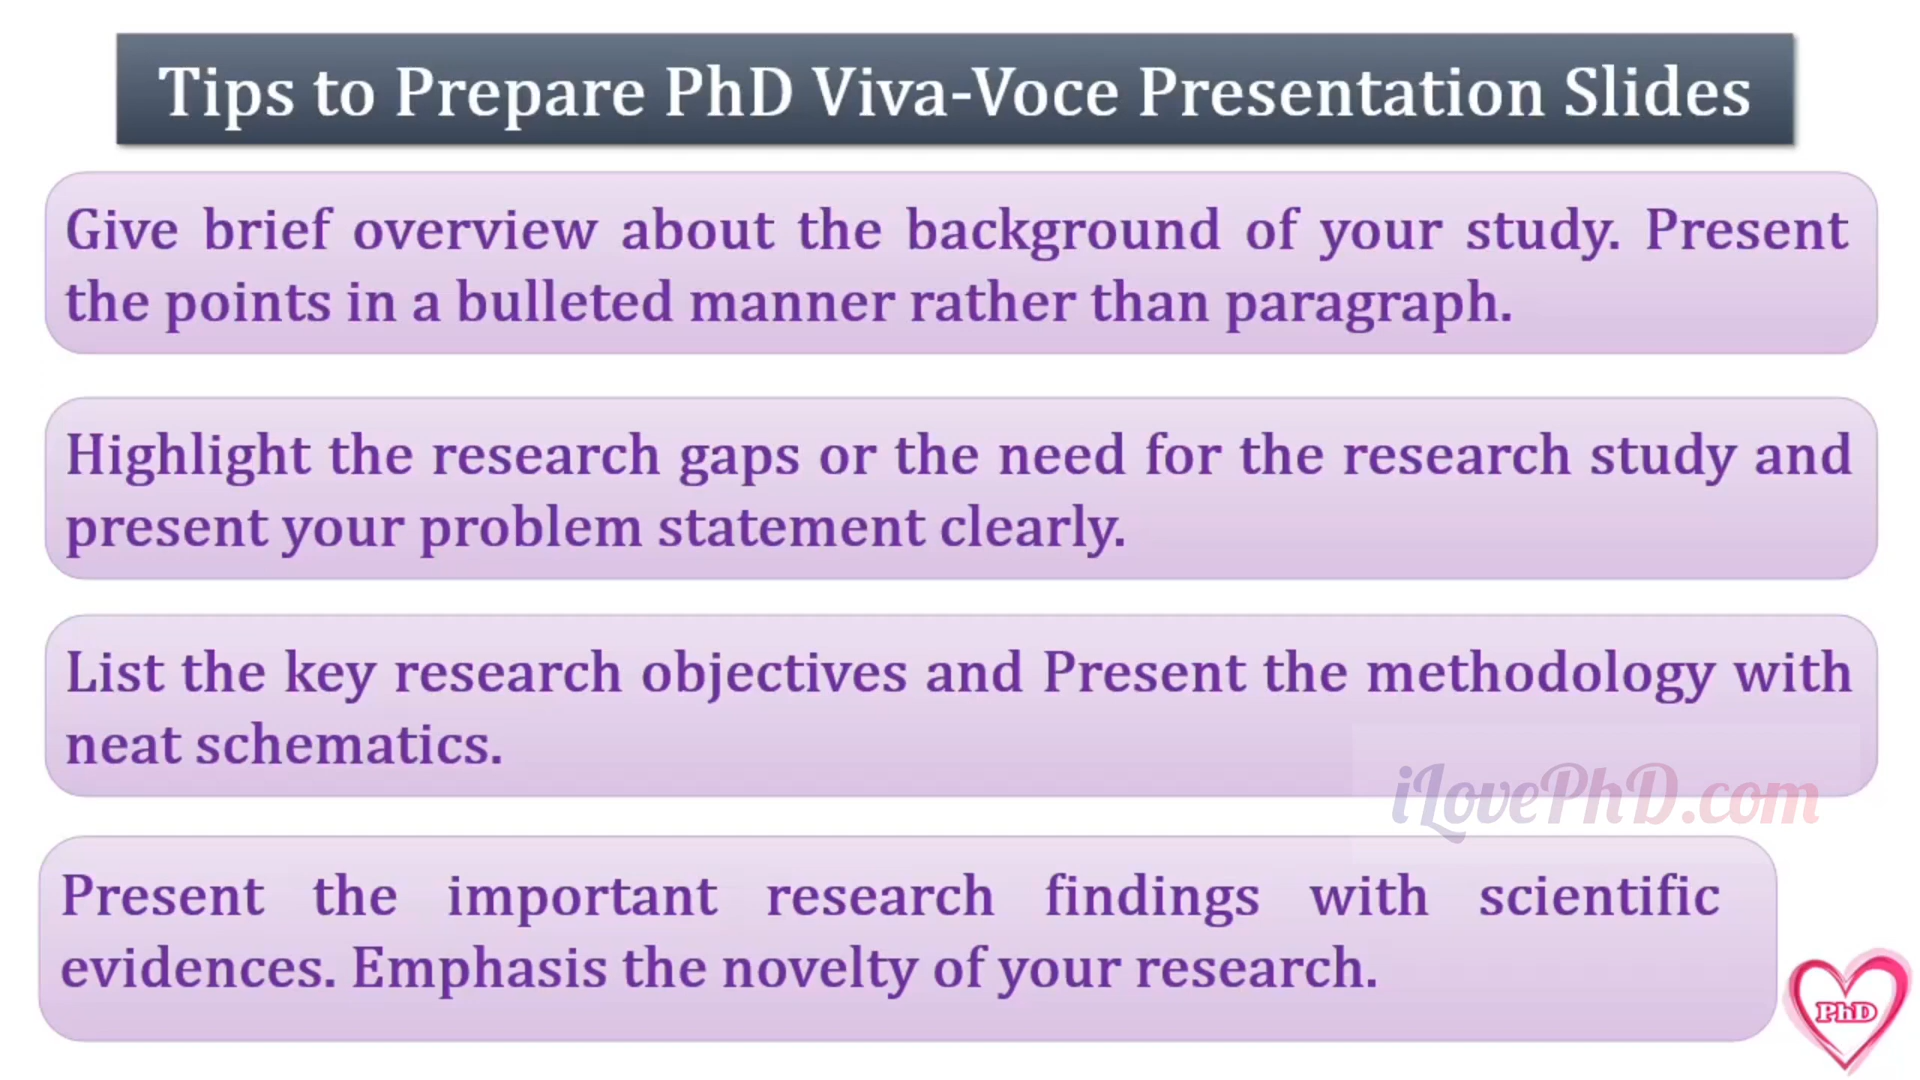 Tips to Prepare PhD Viva-Voce Presentation Slides
Give brief overview about the background of your study. Present
the points in a bulleted manner rather than paragraph.
Highlight the research gaps or the need for the research study and
present your problem statement clearly.
List the key research objectives and Present the methodology with
neat schematics.
iLovePhD.com
Present the important research findings with scientific
evidences. Emphasis the novelty of your research.
PhD